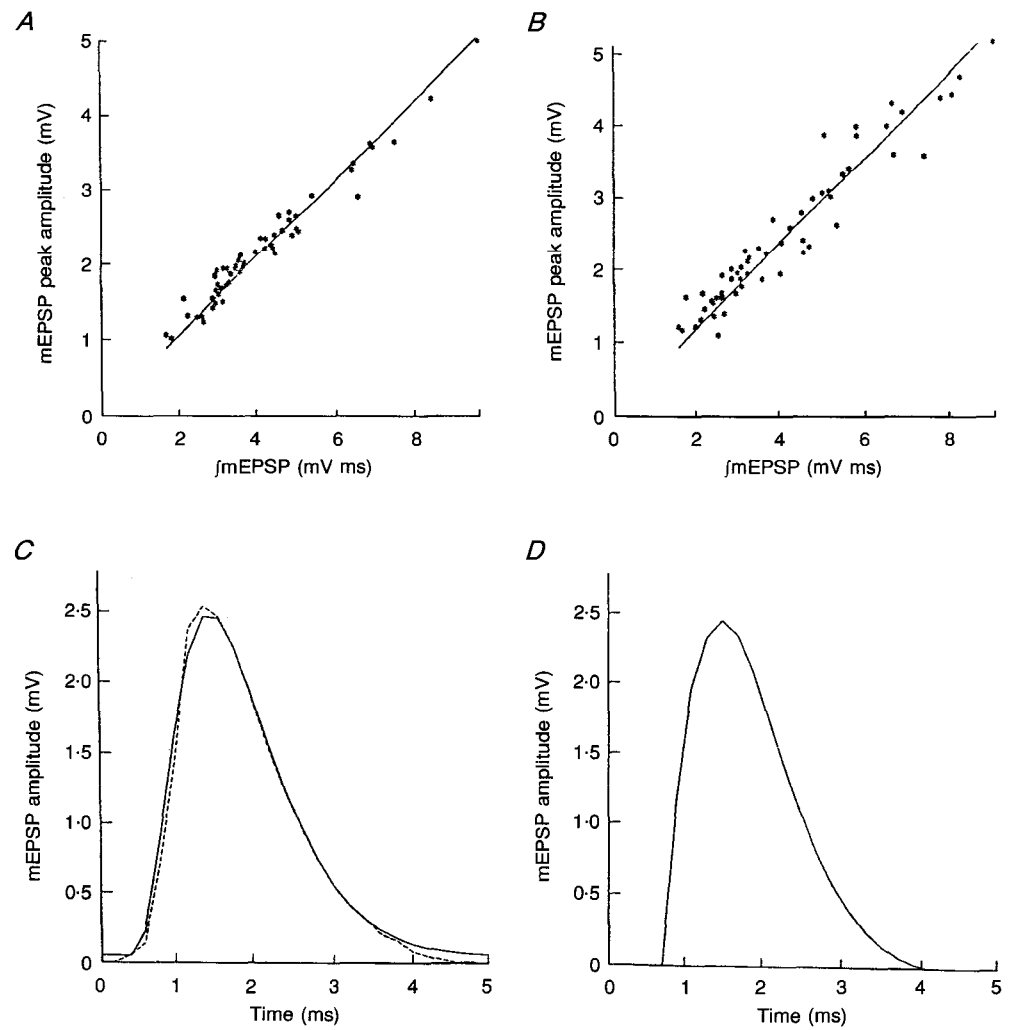 A
5
4
3
2
1
0
mEPSP peak amplitude (mV)
0 2 4 6 8
∫mEPSP (mV ms)
B
5
4
3
2
1
0
mEPSP peak amplitude (mV)
0 2 4 6 8
∫mEPSP (mV ms)
C
2·5
2·0
1·5
1·0
0·5
0
mEPSP amplitude (mV)
0 1 2 3 4 5
Time (ms)
D
2·5
2·0
1·5
1·0
0·5
0
mEPSP amplitude (mV)
0 1 2 3 4 5
Time (ms)